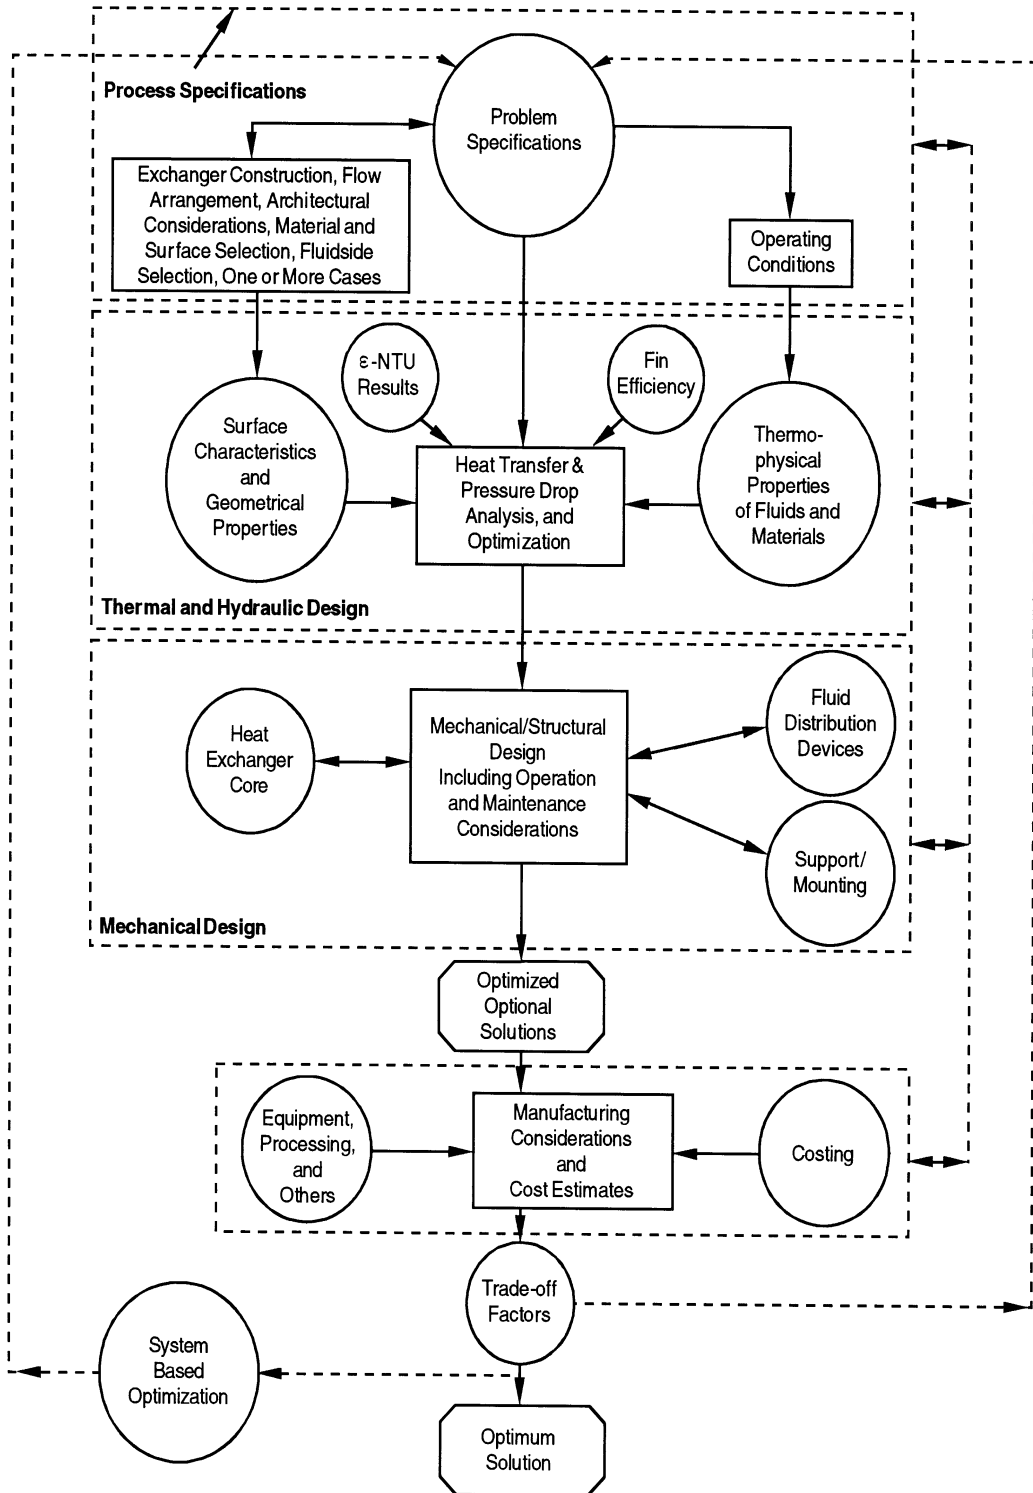 Process Specifications
Problem
Specifications
Exchanger Construction, Flow
Arrangement, Architectural
Considerations, Material and
Surface Selection, Fluidside
Selection, One or More Cases
Operating
Conditions
ε-NTU
Results
Fin
Efficiency
Surface
Characteristics
and
Geometrical
Properties
Heat Transfer &
Pressure Drop
Analysis, and
Optimization
Thermo-
physical
Properties
of Fluids and
Materials
Thermal and Hydraulic Design
Heat
Exchanger
Core
Mechanical/Structural
Design
Including Operation
and Maintenance
Considerations
Fluid
Distribution
Devices
Support/
Mounting
Mechanical Design
Optimized
Optional
Solutions
Equipment,
Processing,
and
Others
Manufacturing
Considerations
and
Cost Estimates
Costing
Trade-off
Factors
System
Based
Optimization
Optimum
Solution